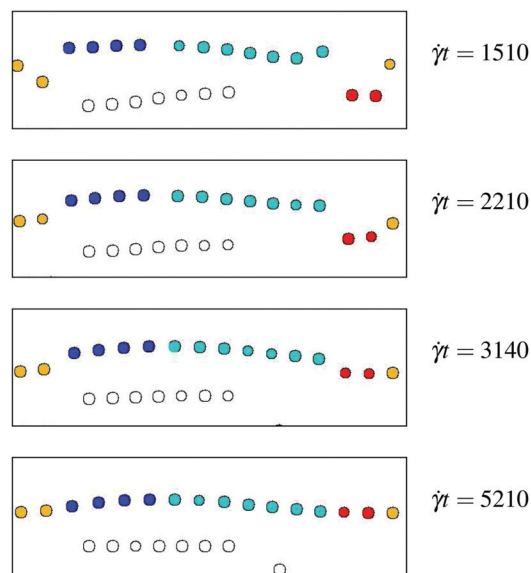 γ̇t = 1510
γ̇t = 2210
γ̇t = 3140
γ̇t = 5210